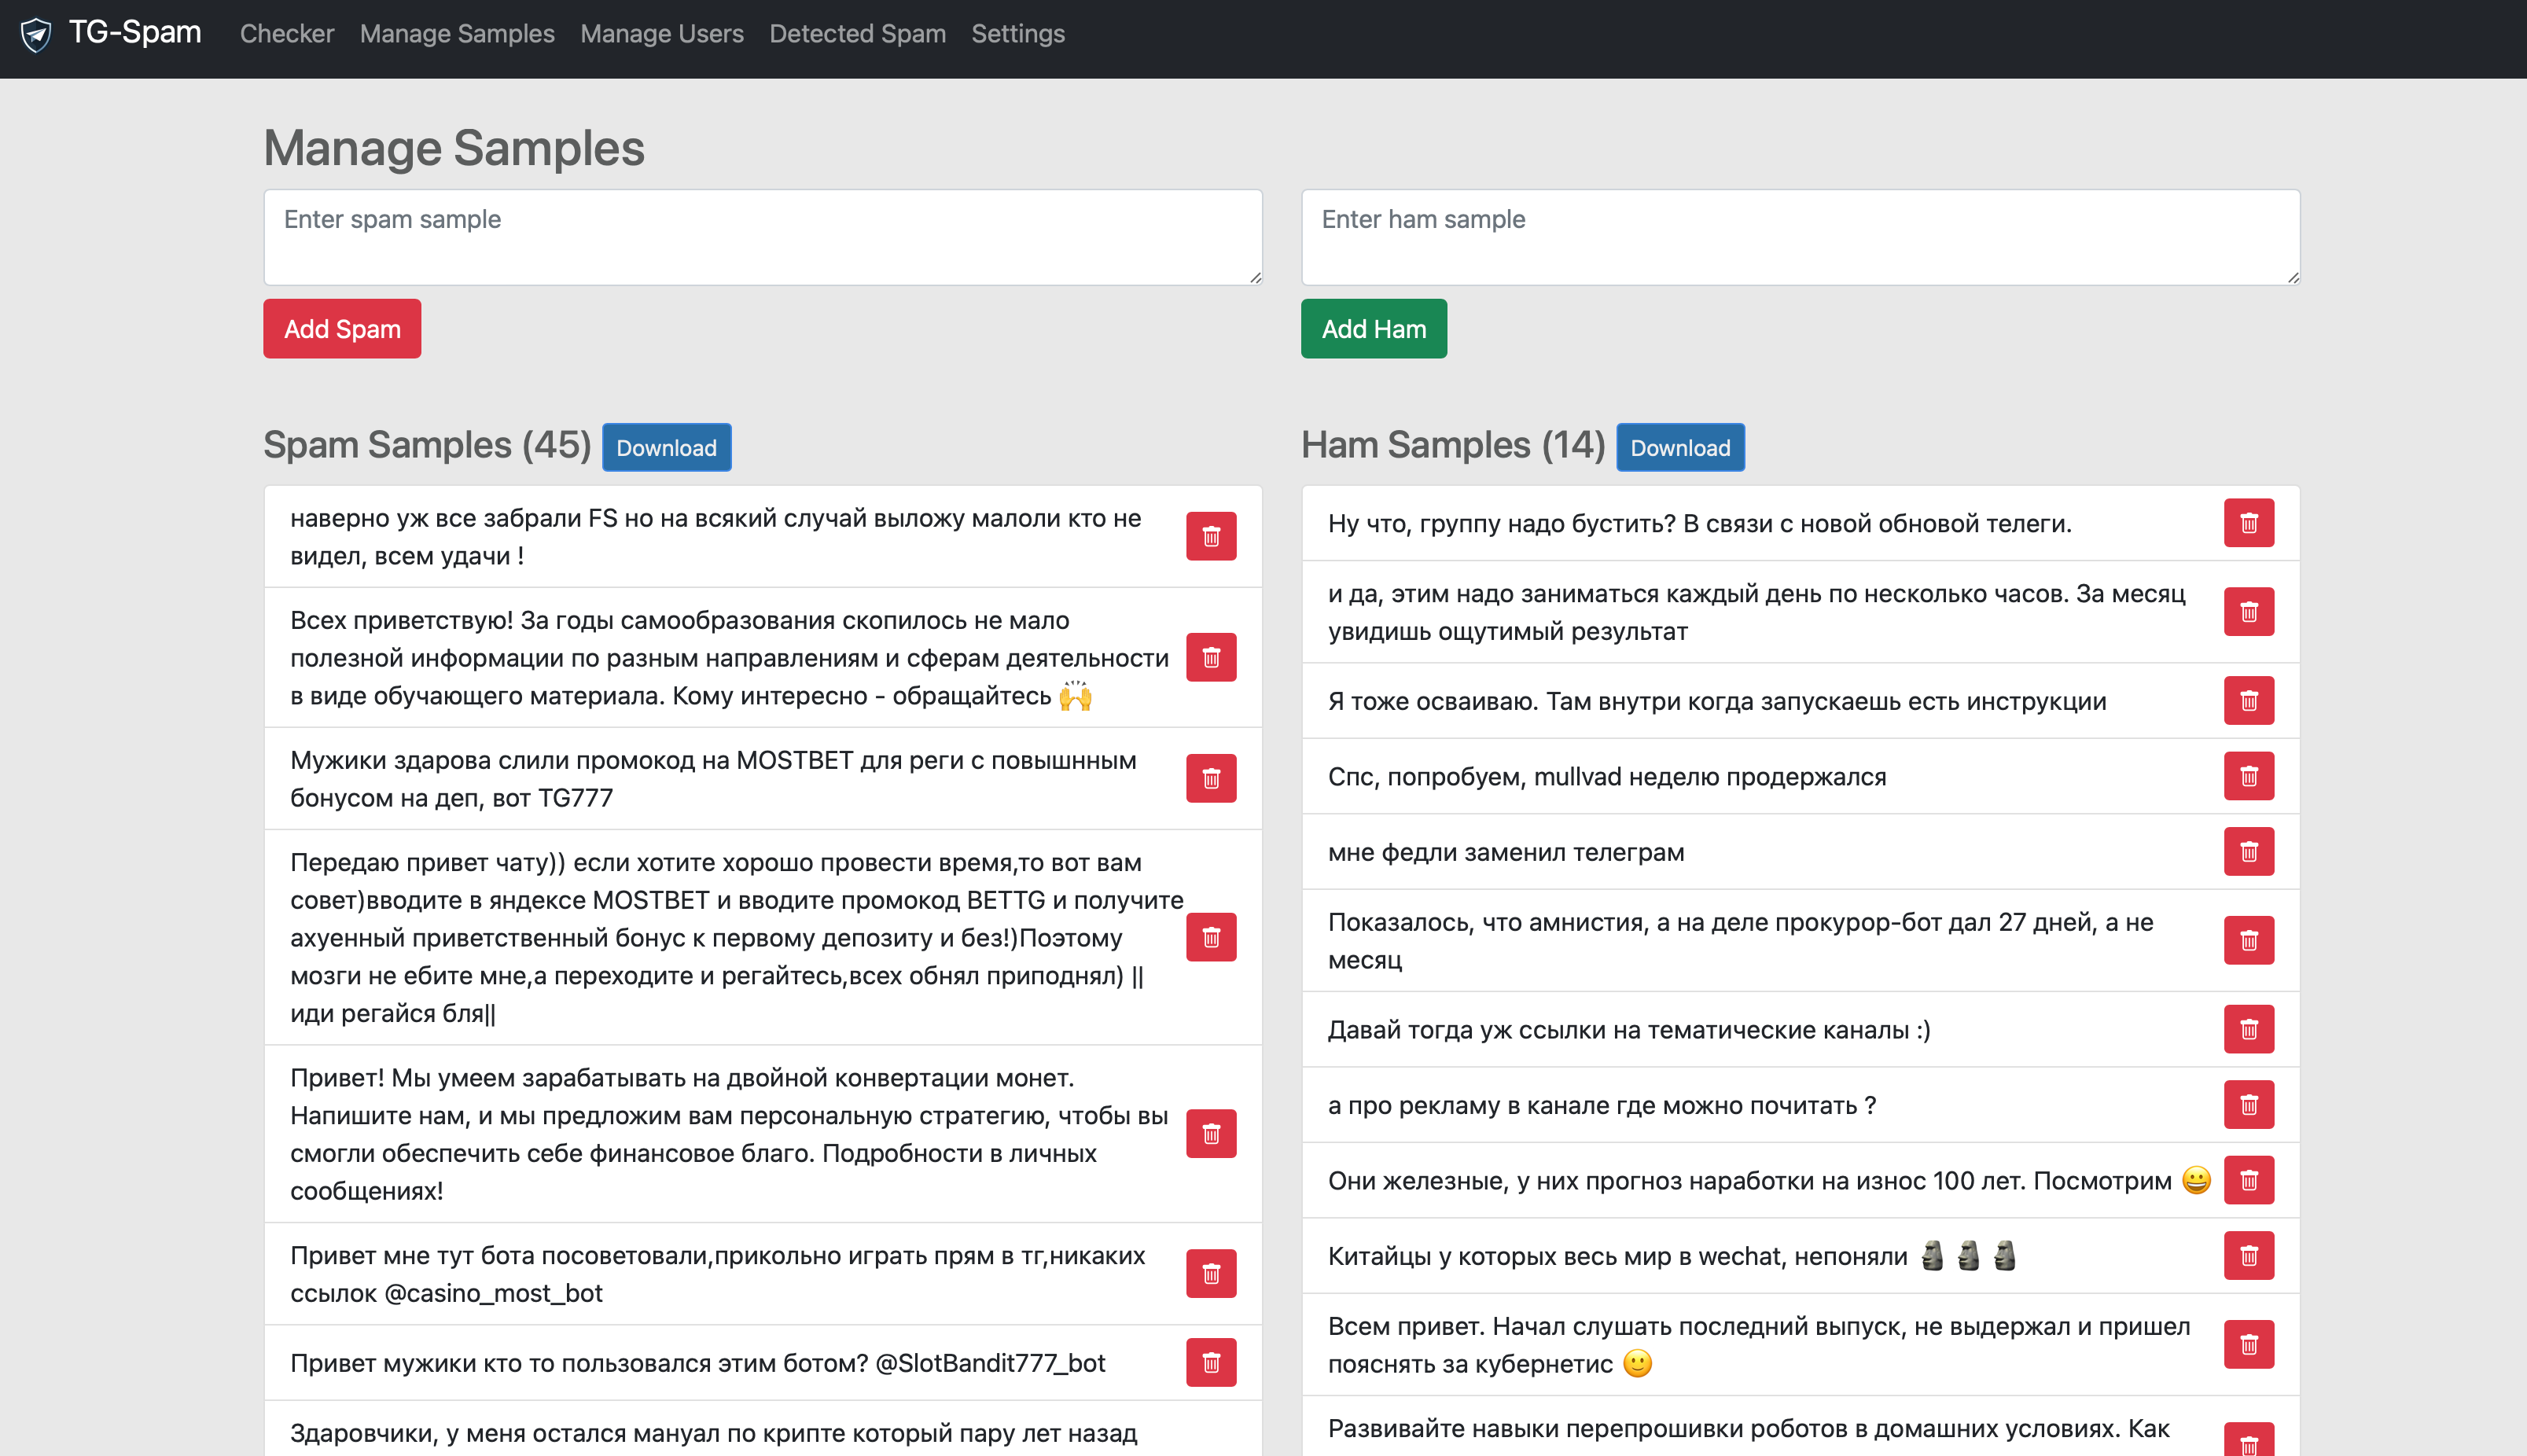 TG-Spam
Checker
Manage Samples
Manage Users
Detected Spam
Settings
Manage Samples
Enter spam sample
Add Spam
Enter ham sample
Add Ham
Spam Samples (45)
Download
наверно уж все забрали FS но на всякий случай выложу малоли кто не
видел, всем удачи !
Всех приветствую! За годы самообразования скопилось не мало
полезной информации по разным направлениям и сферам деятельности
в виде обучающего материала. Кому интересно - обращайтесь 🙌
Мужики здарова слили промокод на MOSTBET для реги с повышнным
бонусом на деп, вот TG777
Передаю привет чату)) если хотите хорошо провести время,то вот вам
совет)вводите в яндексе MOSTBET и вводите промокод BETTG и получите
ахуенный приветственный бонус к первому депозиту и без!)Поэтому
мозги не ебите мне,а переходите и регайтесь,всех обнял приподнял) ||
иди регайся бля||
Привет! Мы умеем зарабатывать на двойной конвертации монет.
Напишите нам, и мы предложим вам персональную стратегию, чтобы вы
смогли обеспечить себе финансовое благо. Подробности в личных
сообщениях!
Привет мне тут бота посоветовали,прикольно играть прям в тг,никаких
ссылок @casino_most_bot
Привет мужики кто то пользовался этим ботом? @SlotBandit777_bot
Здаровчики, у меня остался мануал по крипте который пару лет назад
Ham Samples (14)
Download
Ну что, группу надо бустить? В связи с новой обновой телеги.
и да, этим надо заниматься каждый день по несколько часов. За месяц
увидишь ощутимый результат
Я тоже осваиваю. Там внутри когда запускаешь есть инструкции
Спс, попробуем, mullvad неделю продержался
мне федли заменил телеграм
Показалось, что амнистия, а на деле прокурор-бот дал 27 дней, а не
месяц
Давай тогда уж ссылки на тематические каналы :)
а про рекламу в канале где можно почитать ?
Они железные, у них прогноз наработки на износ 100 лет. Посмотрим 😀
Китайцы у которых весь мир в wechat, непоняли 🗿 🗿 🗿
Всем привет. Начал слушать последний выпуск, не выдержал и пришел
пояснять за кубернетис 🙂
Развивайте навыки перепрошивки роботов в домашних условиях. Как